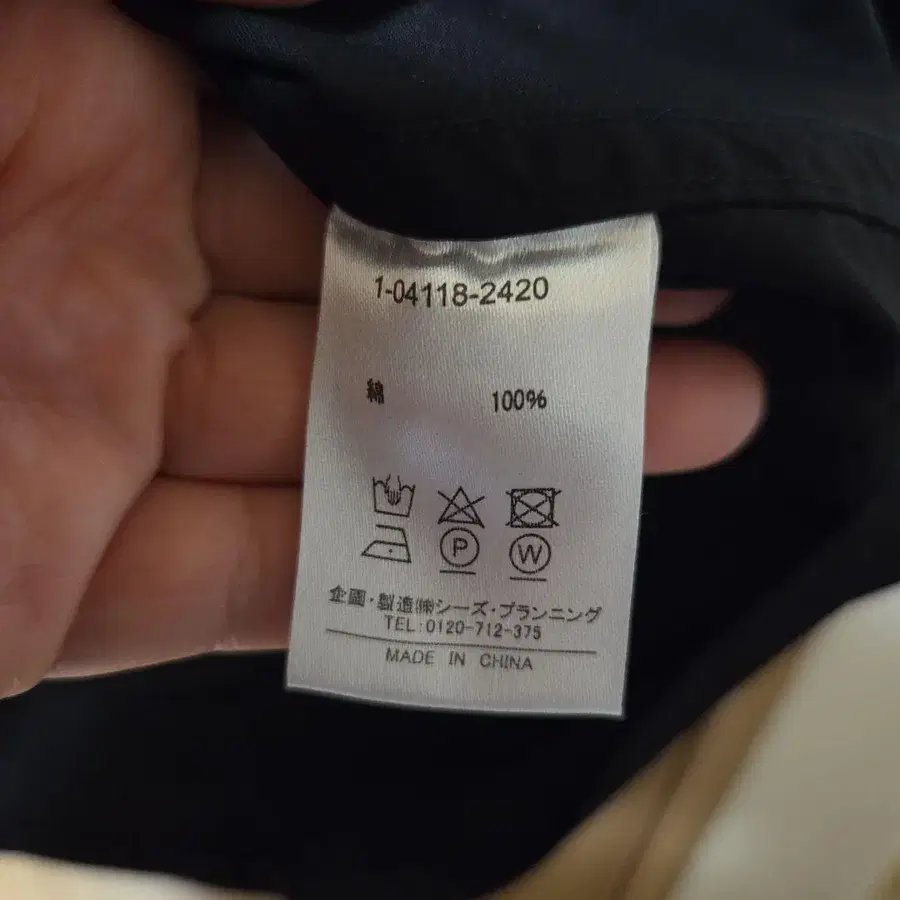 1-04118-2420
綿 100%
P W
企画・製造㈱シーズ・プランニング
TEL:0120-712-375
MADE IN CHINA